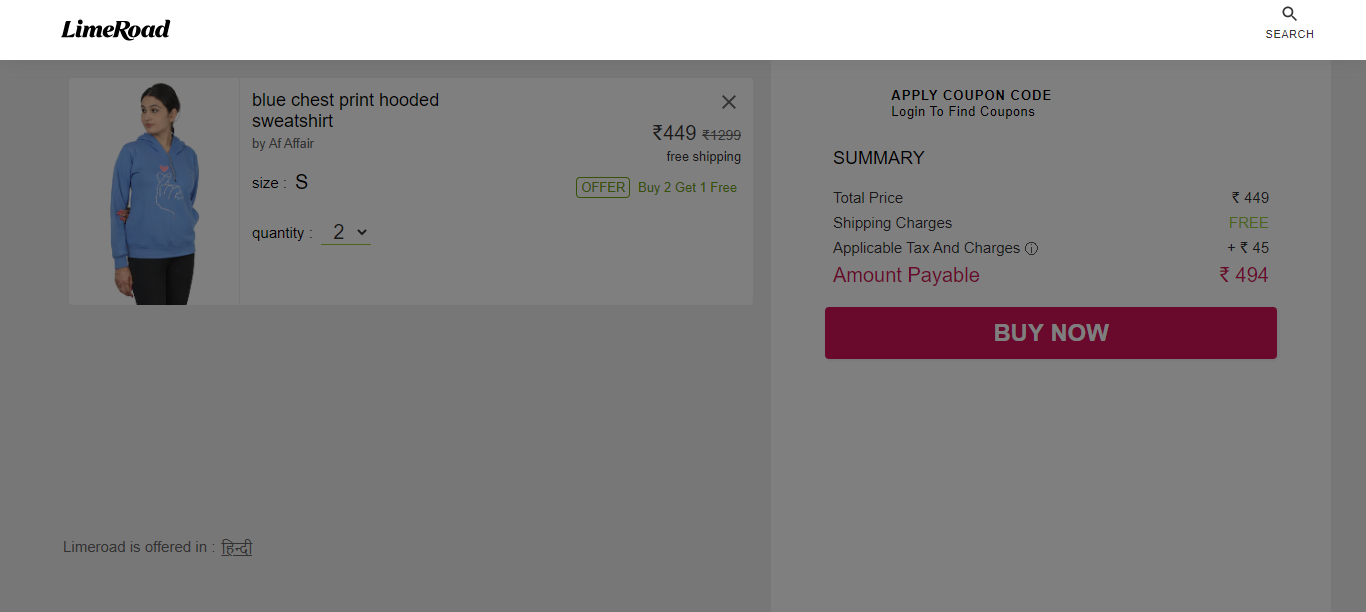 LimeRoad
SEARCH
blue chest print hooded
sweatshirt
by Af Affair
₹449 ₹1299
free shipping
size : S
OFFER Buy 2 Get 1 Free
quantity : 2
APPLY COUPON CODE
Login To Find Coupons
SUMMARY
Total Price ₹ 449
Shipping Charges FREE
Applicable Tax And Charges + ₹ 45
Amount Payable ₹ 494
BUY NOW
Limeroad is offered in : हिन्दी